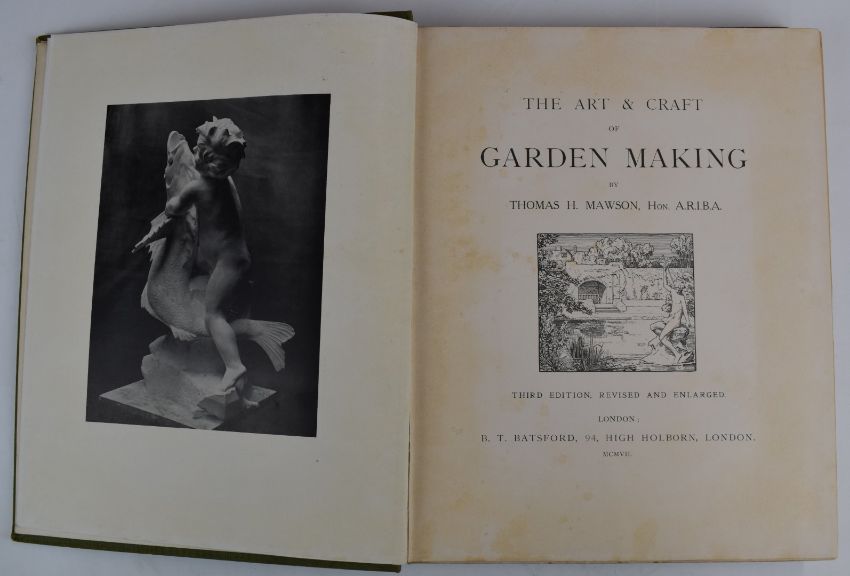 THE ART & CRAFT
OF
GARDEN MAKING
BY
THOMAS H. MAWSON, HON. A.R.I.B.A.
THIRD EDITION, REVISED AND ENLARGED.
LONDON:
B. T. BATSFORD, 94, HIGH HOLBORN, LONDON.
MCMVII.